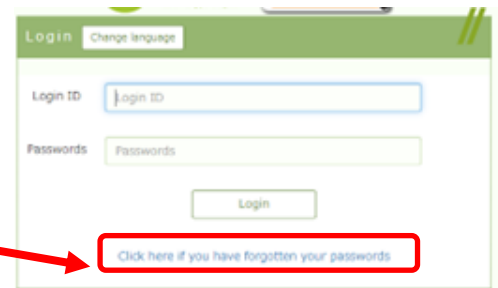 Login Change language
Login ID Login ID
Passwords Passwords
Login
Click here if you have forgotten your passwords